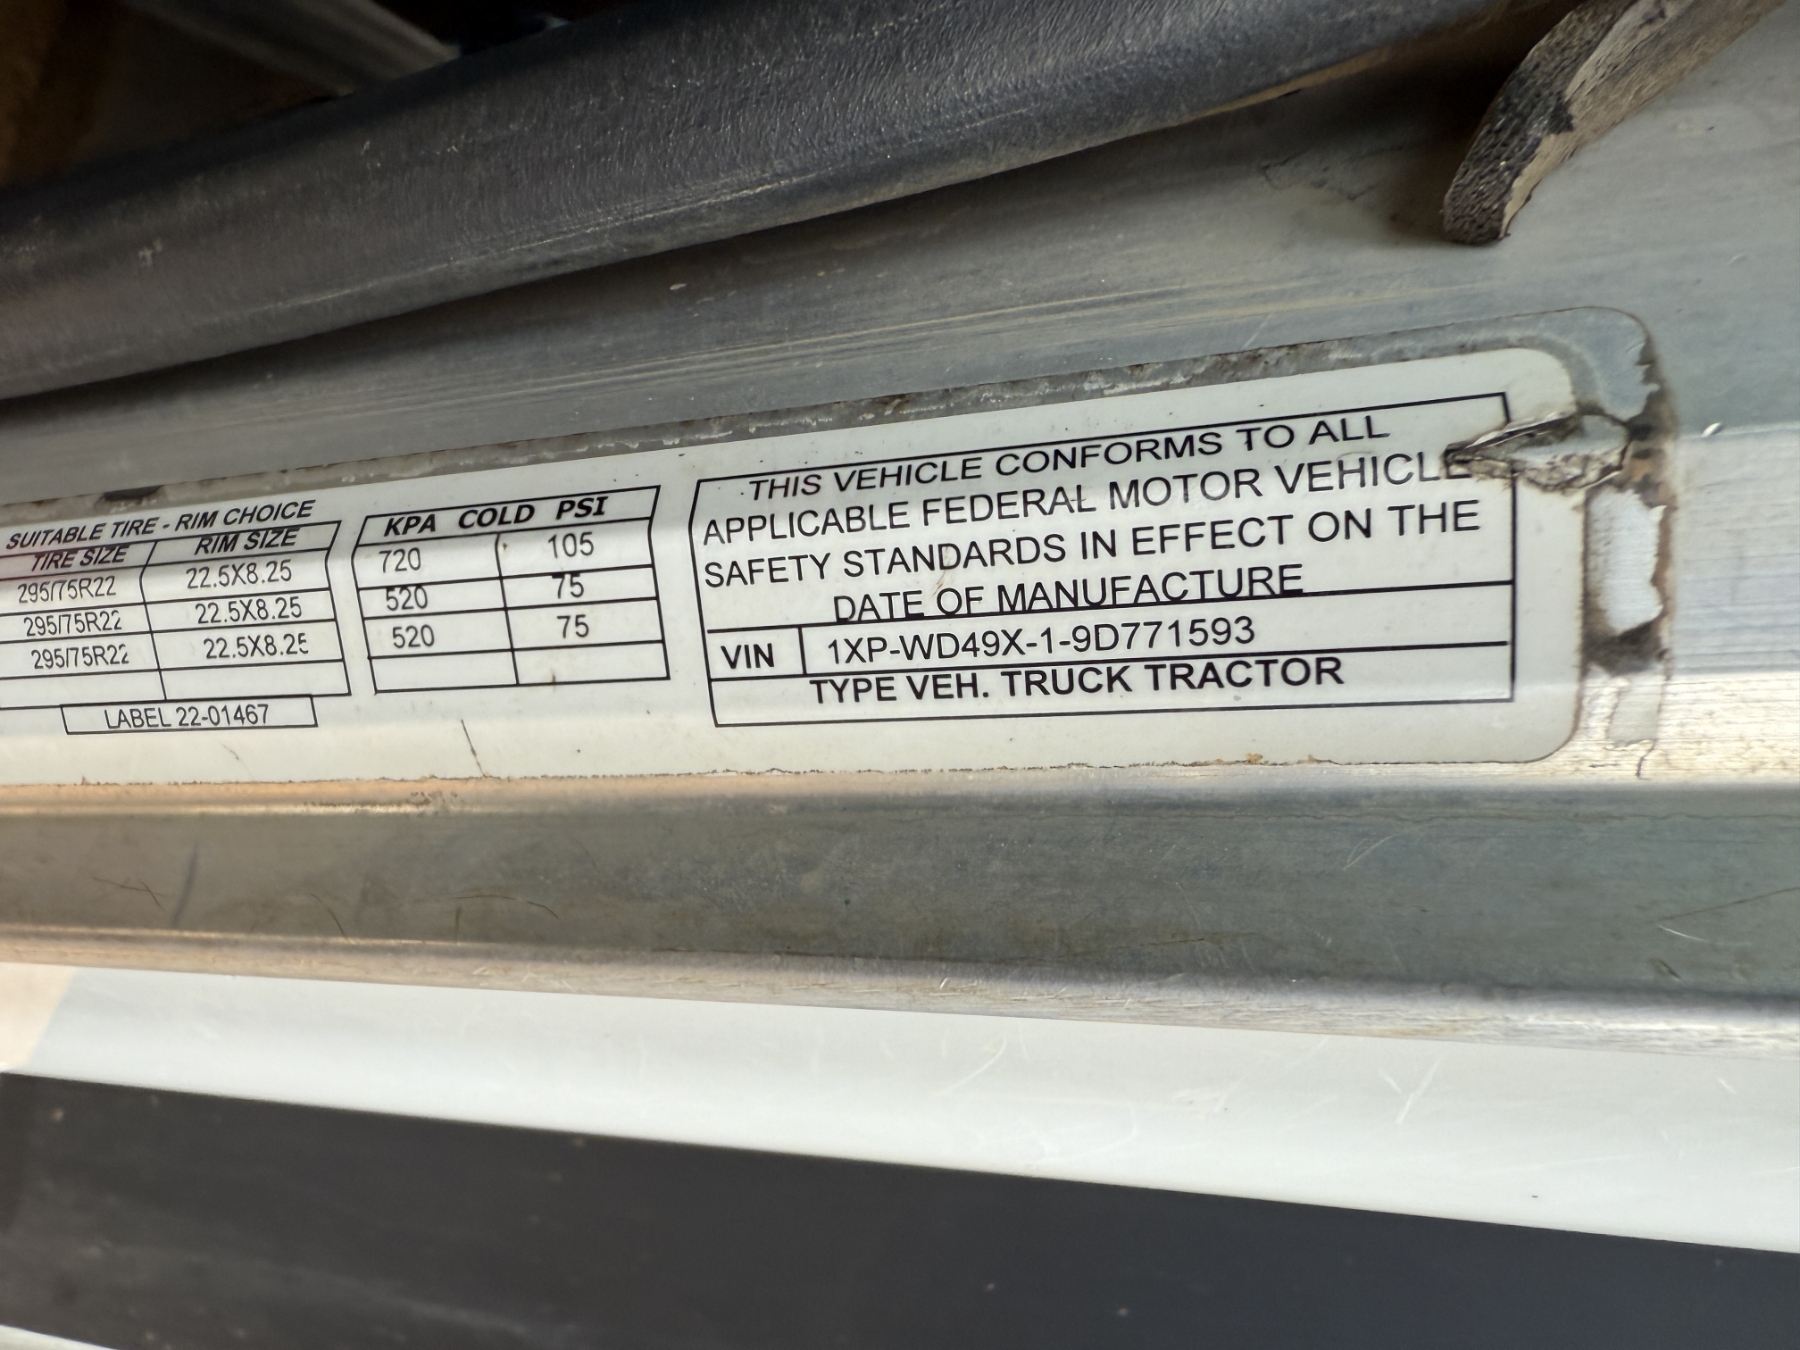 SUITABLE TIRE - RIM CHOICE
TIRE SIZE RIM SIZE
295/75R22 22.5X8.25
295/75R22 22.5X8.25
295/75R22 22.5X8.25
LABEL 22-01467
KPA COLD PSI
720 105
520 75
520 75
THIS VEHICLE CONFORMS TO ALL
APPLICABLE FEDERAL MOTOR VEHICLE
SAFETY STANDARDS IN EFFECT ON THE
DATE OF MANUFACTURE
VIN 1XP-WD49X-1-9D771593
TYPE VEH. TRUCK TRACTOR